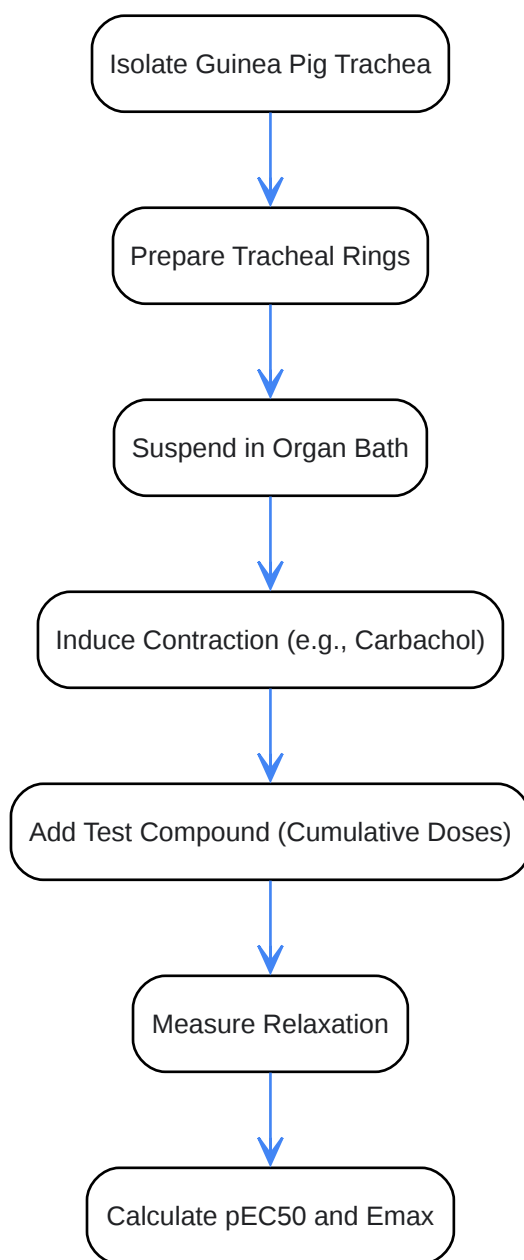 Isolate Guinea Pig Trachea
Prepare Tracheal Rings
Suspend in Organ Bath
Induce Contraction (e.g., Carbachol)
Add Test Compound (Cumulative Doses)
Measure Relaxation
Calculate pEC50 and Emax